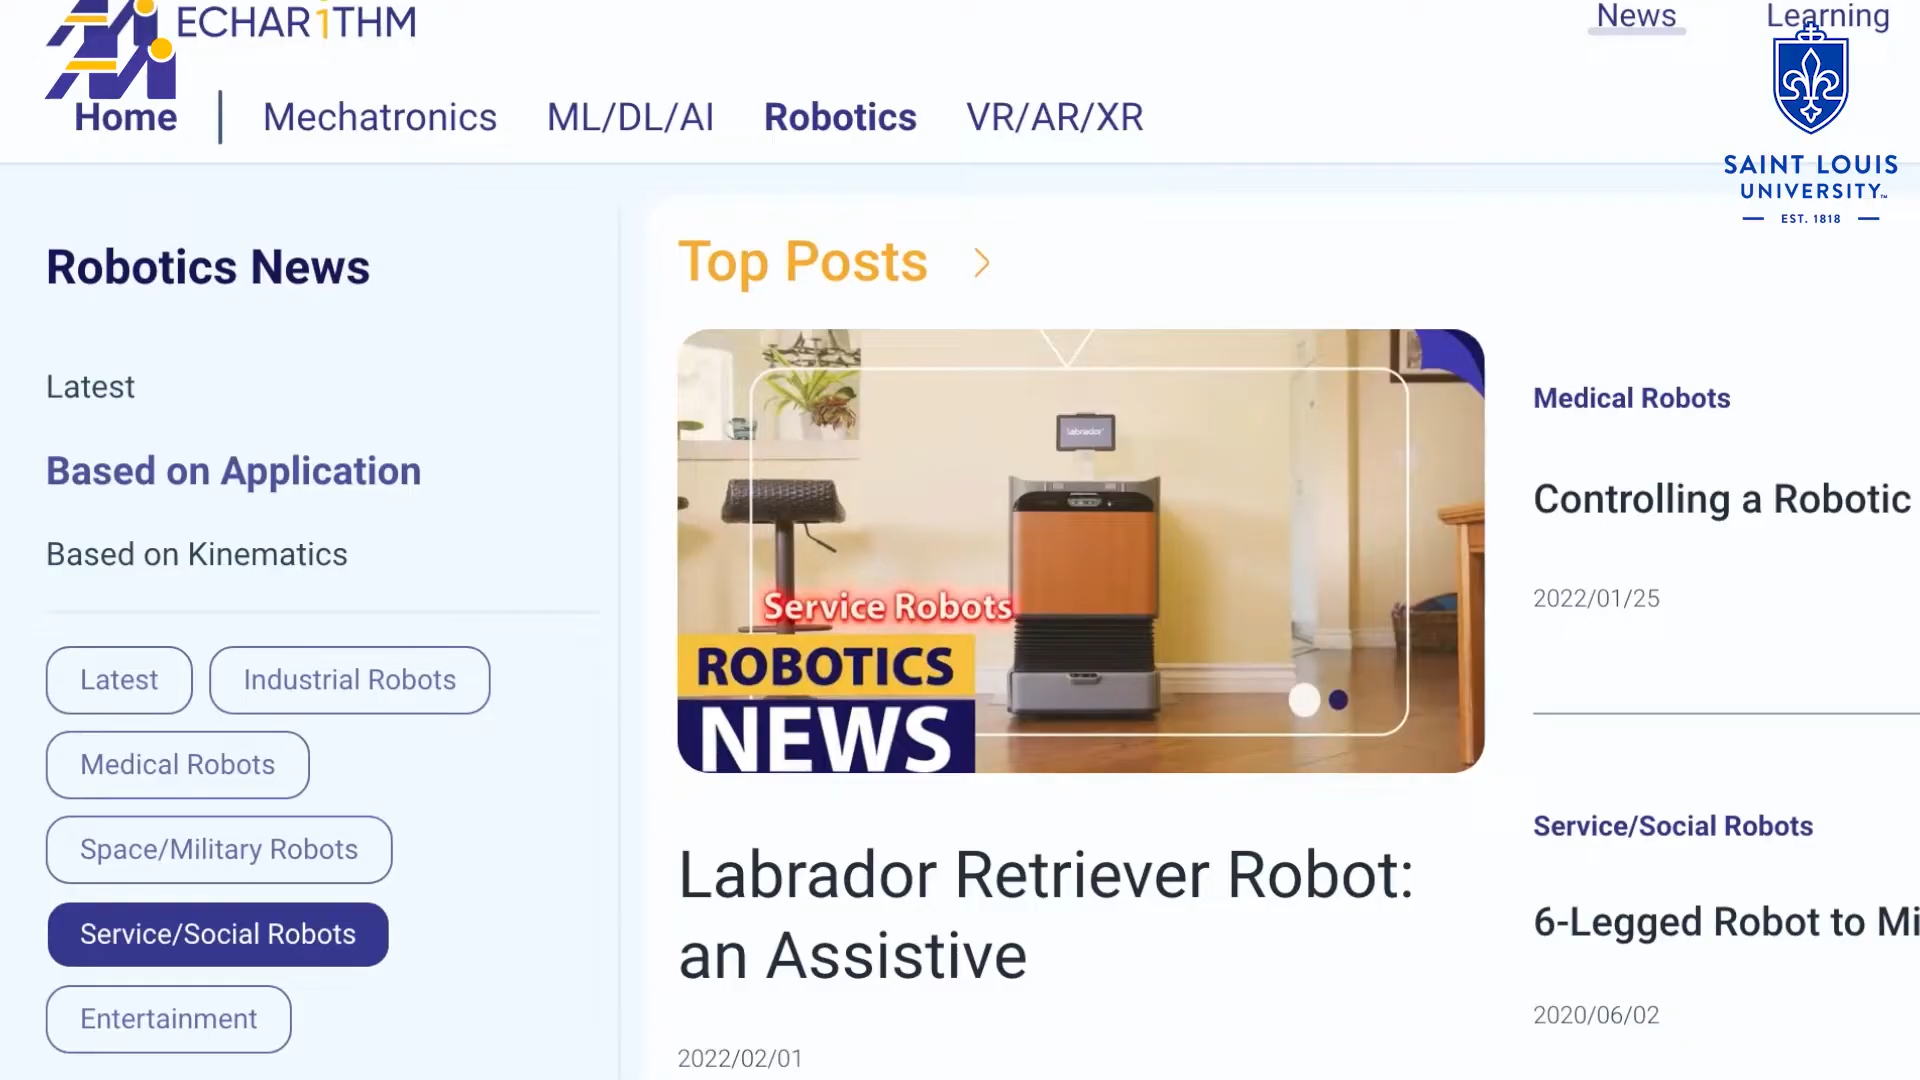 ECHARITHM
News
Learning
Home
Mechatronics
ML/DL/AI
Robotics
VR/AR/XR
SAINT LOUIS
UNIVERSITY™
EST. 1818
Robotics News
Latest
Based on Application
Based on Kinematics
Latest
Industrial Robots
Medical Robots
Space/Military Robots
Service/Social Robots
Entertainment
Top Posts
labrador
Service Robots
ROBOTICS
NEWS
Labrador Retriever Robot:
an Assistive
2022/02/01
Medical Robots
Controlling a Robotic
2022/01/25
Service/Social Robots
6-Legged Robot to Mi
2020/06/02